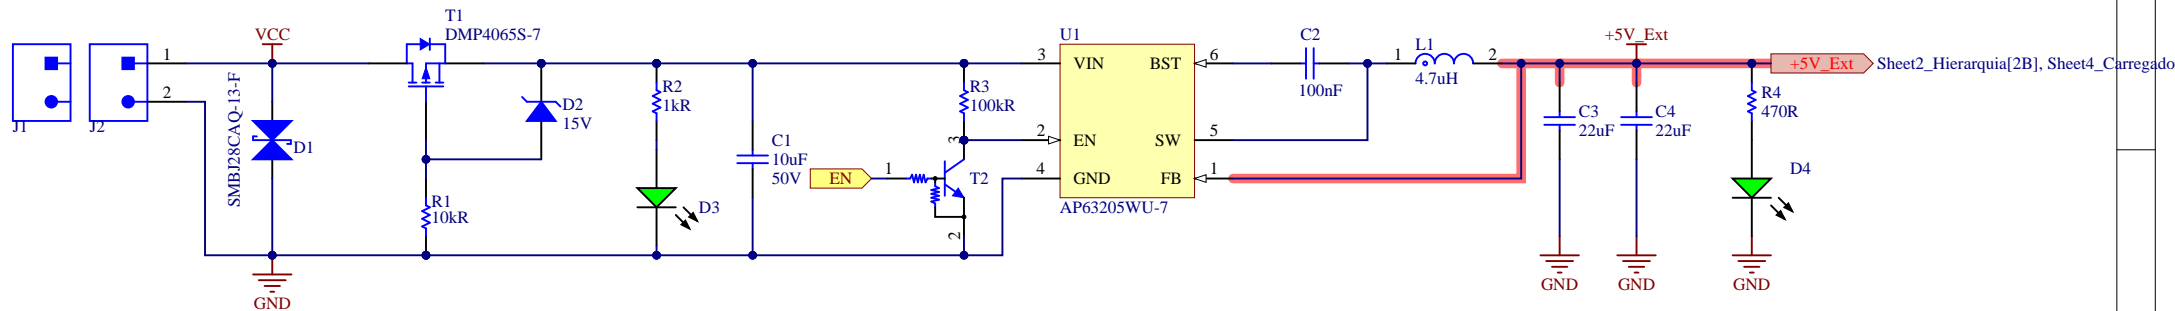 J1
J2
1
2
VCC
SMBJ28CAQ-13-F
D1
GND
T1
DMP4065S-7
R1
10kR
D2
15V
R2
1kR
D3
C1
10uF
50V
EN
1
R3
100kR
3
T2
2
U1
3
VIN
BST
6
2
EN
SW
5
4
GND
FB
1
AP63205WU-7
C2
100nF
1
L1
4.7uH
2
+5V_Ext
C3
22uF
GND
C4
22uF
GND
R4
470R
D4
GND
+5V_Ext
Sheet2_Hierarquia[2B], Sheet4_Carregado